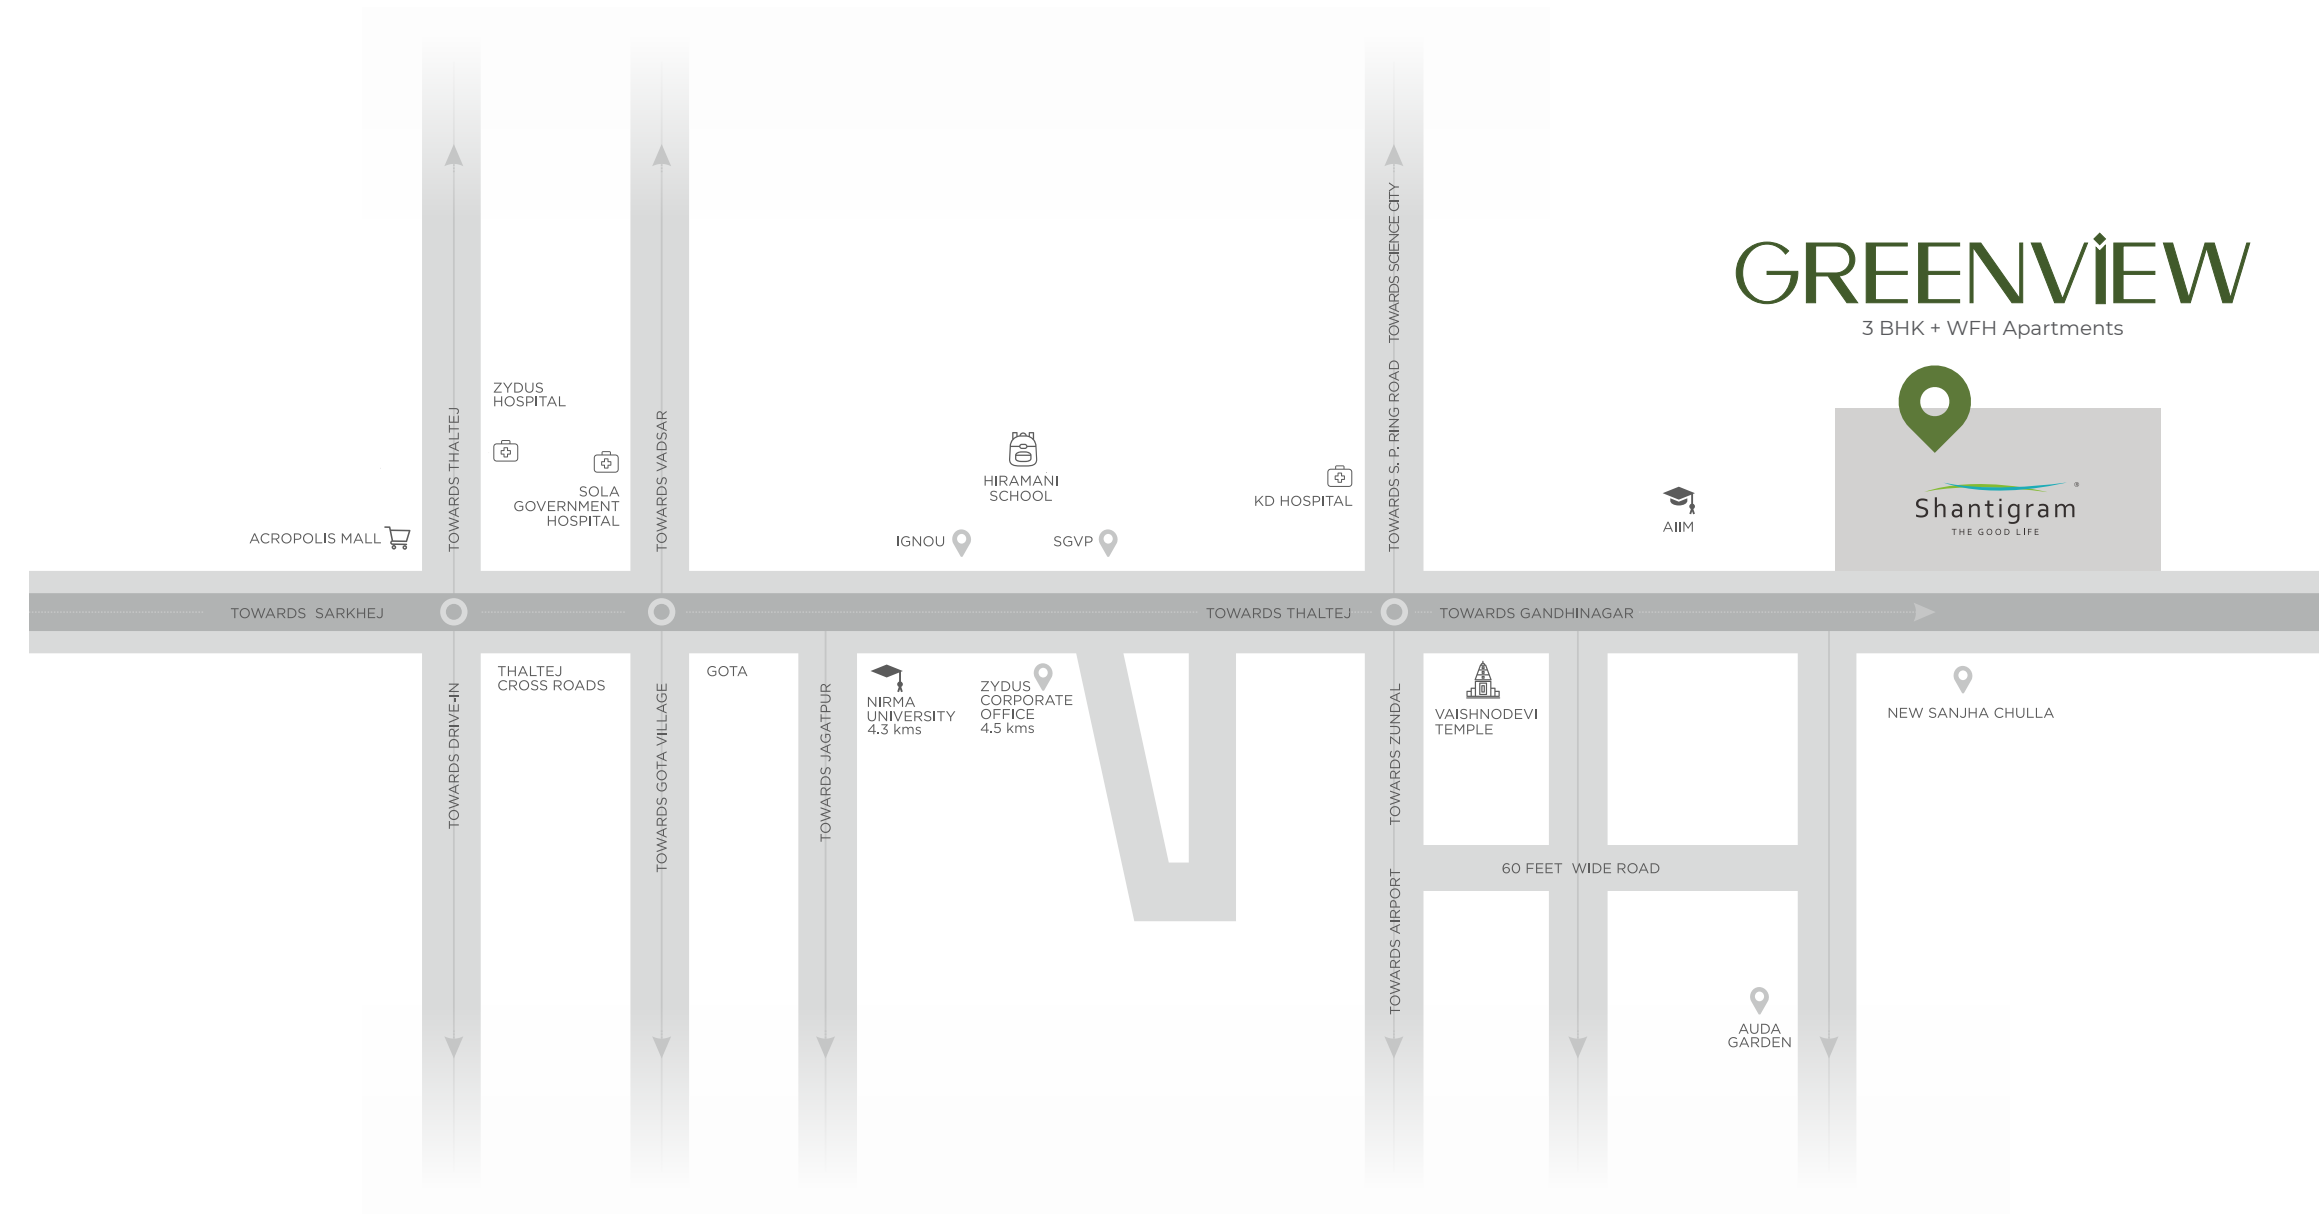 GREENVIEW
3 BHK + WFH Apartments
Shantigram
®
THE GOOD LIFE
TOWARDS THALTEJ
ZYDUS
HOSPITAL
SOLA
GOVERNMENT
HOSPITAL
TOWARDS VADSAR
HIRAMANI
SCHOOL
KD HOSPITAL
TOWARDS S. P. RING ROAD TOWARDS SCIENCE CITY
AIIM
ACROPOLIS MALL
IGNOU
SGVP
TOWARDS SARKHEJ
TOWARDS THALTEJ
TOWARDS GANDHINAGAR
TOWARDS DRIVE-IN
THALTEJ
CROSS ROADS
TOWARDS GOTA VILLAGE
GOTA
TOWARDS JAGATPUR
NIRMA
UNIVERSITY
4.3 kms
ZYDUS
CORPORATE
OFFICE
4.5 kms
TOWARDS AIRPORT TOWARDS ZUNDAL
VAISHNODEVI
TEMPLE
NEW SANJHA CHULLA
60 FEET WIDE ROAD
AUDA
GARDEN